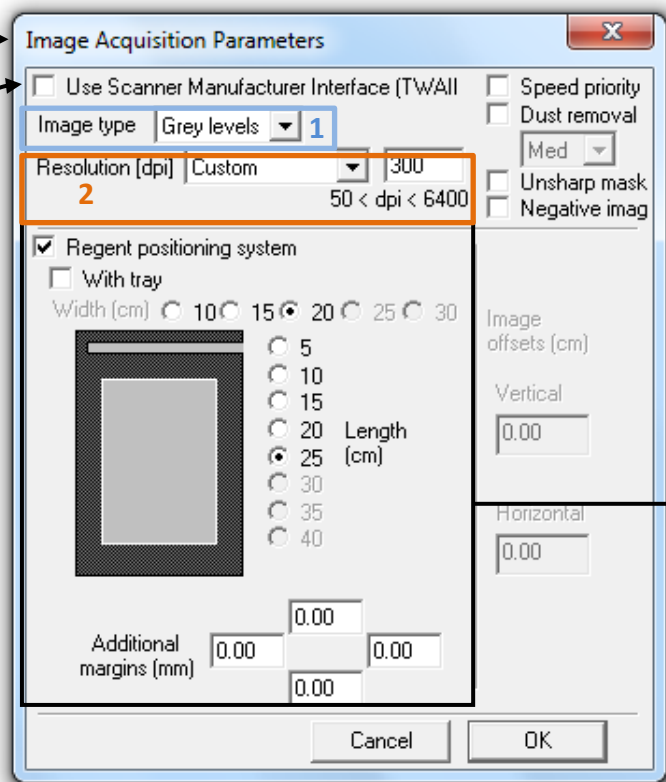 Image Acquisition Parameters
Use Scanner Manufacturer Interface (TWAII
Speed priority
Image type Grey levels 1
Dust removal
Med
Resolution [dpi] Custom 300
Unsharp mask
2 50 < dpi < 6400
Negative imag
Regent positioning system
With tray
Width (cm) 10 15 20 25 30
Image
offsets (cm)
5
10
15
20
25
30
35
40
Length
(cm)
Vertical
0.00
Horizontal
0.00
Additional
margins (mm)
0.00
0.00 0.00
0.00
Cancel OK